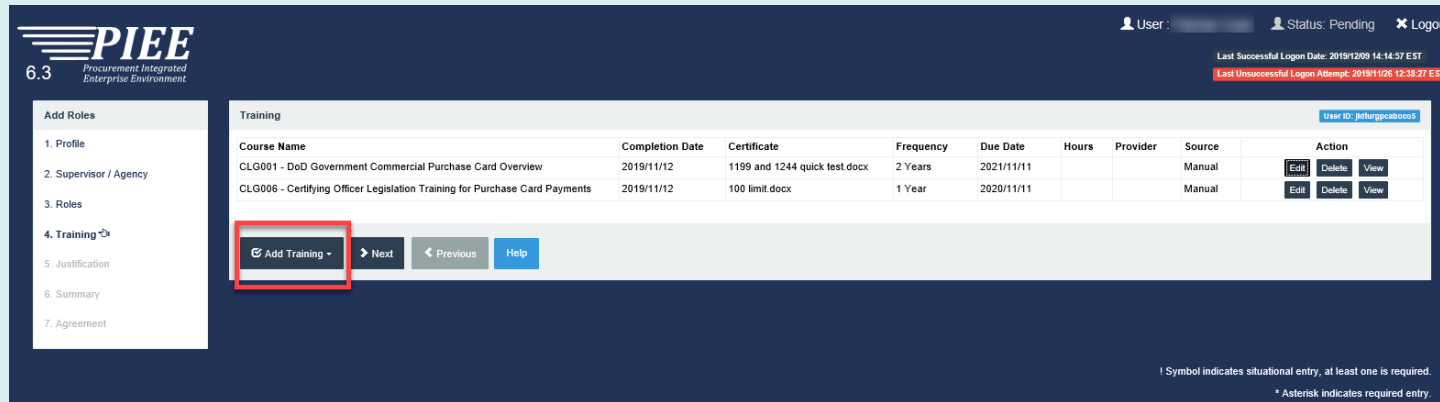 User :
Status: Pending
Logou
PIEE
6.3
Procurement Integrated
Enterprise Environment
Last Successful Logon Date: 2019/12/09 14:14:57 EST
Last Unsuccessful Logon Attempt: 2019/11/26 12:38:27 ES
Add Roles
1. Profile
2. Supervisor / Agency
3. Roles
4. Training
5. Justification
6. Summary
7. Agreement
Training
User ID: jldfurgpcaboco5
Course Name Completion Date Certificate Frequency Due Date Hours Provider Source Action
CLG001 - DoD Government Commercial Purchase Card Overview 2019/11/12 1199 and 1244 quick test.docx 2 Years 2021/11/11 Manual Edit Delete View
CLG006 - Certifying Officer Legislation Training for Purchase Card Payments 2019/11/12 100 limit.docx 1 Year 2020/11/11 Manual Edit Delete View
Add Training Next Previous Help
! Symbol indicates situational entry, at least one is required.
* Asterisk indicates required entry.